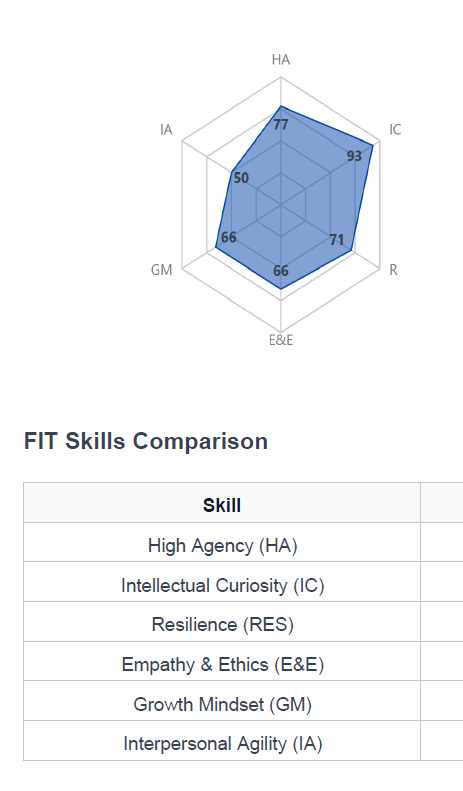 HA
77
IA
IC
93
50
66
71
66
GM
R
E&E
FIT Skills Comparison
Skill
High Agency (HA)
Intellectual Curiosity (IC)
Resilience (RES)
Empathy & Ethics (E&E)
Growth Mindset (GM)
Interpersonal Agility (IA)